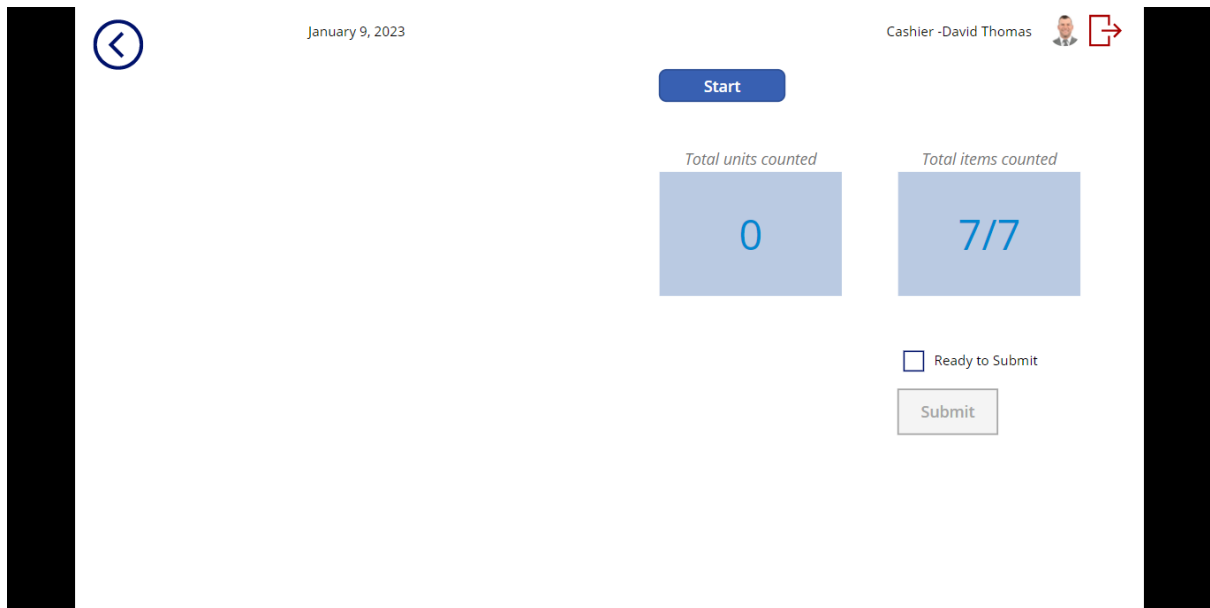 January 9, 2023
Cashier -David Thomas
Start
Total units counted
Total items counted
0
7/7
Ready to Submit
Submit